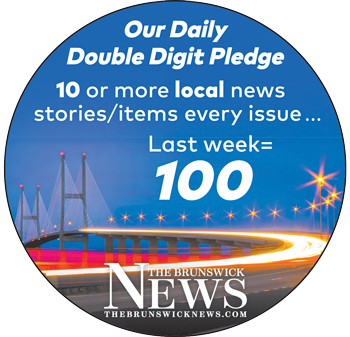 Our Daily
Double Digit Pledge
10 or more local news
stories/items every issue...
Last week=
100
THE BRUNSWICK
NEWS
THEBRUNSWICKNEWS.COM